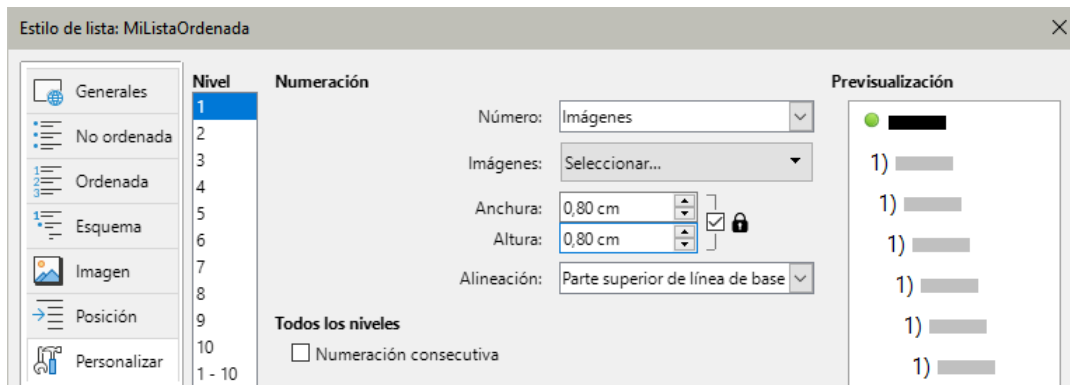 Estilo de lista: MiListaOrdenada
Generales
No ordenada
Ordenada
Esquema
Imagen
Posición
Personalizar
Nivel
1
2
3
4
5
6
7
8
9
10
1 - 10
Numeración
Número: Imágenes
Imágenes: Seleccionar...
Anchura: 0,80 cm
Altura: 0,80 cm
Alineación: Parte superior de línea de base
Todos los niveles
Numeración consecutiva
Previsualización
1)
1)
1)
1)
1)
1)